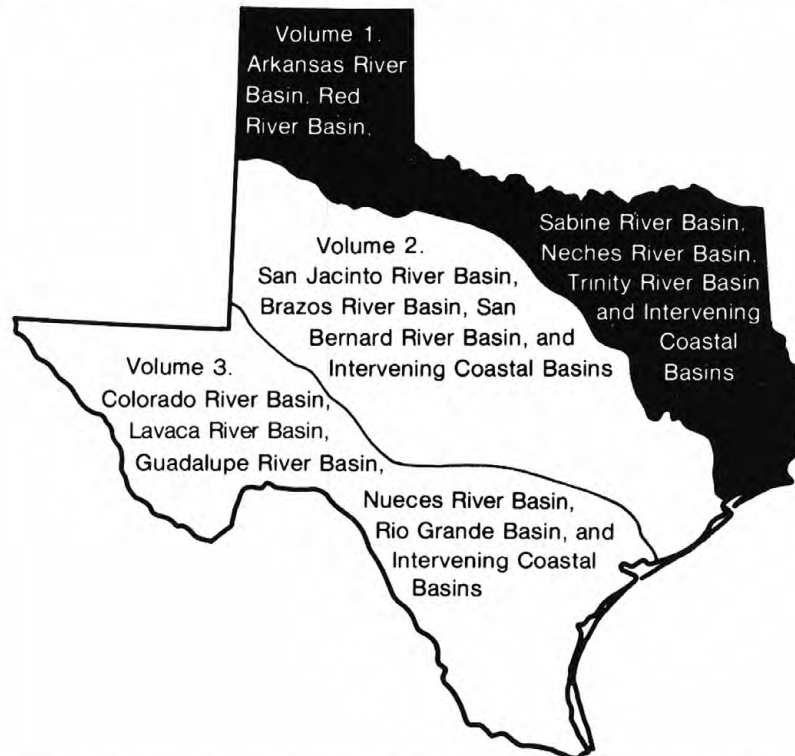 Volume 1.
Arkansas River
Basin. Red
River Basin,
Sabine River Basin.
Neches River Basin.
Trinity River Basin
and Intervening
Coastal
Basins
Volume 2.
San Jacinto River Basin,
Brazos River Basin, San
Bernard River Basin, and
Intervening Coastal Basins
Volume 3.
Colorado River Basin,
Lavaca River Basin,
Guadalupe River Basin,
Nueces River Basin,
Rio Grande Basin, and
Intervening Coastal
Basins